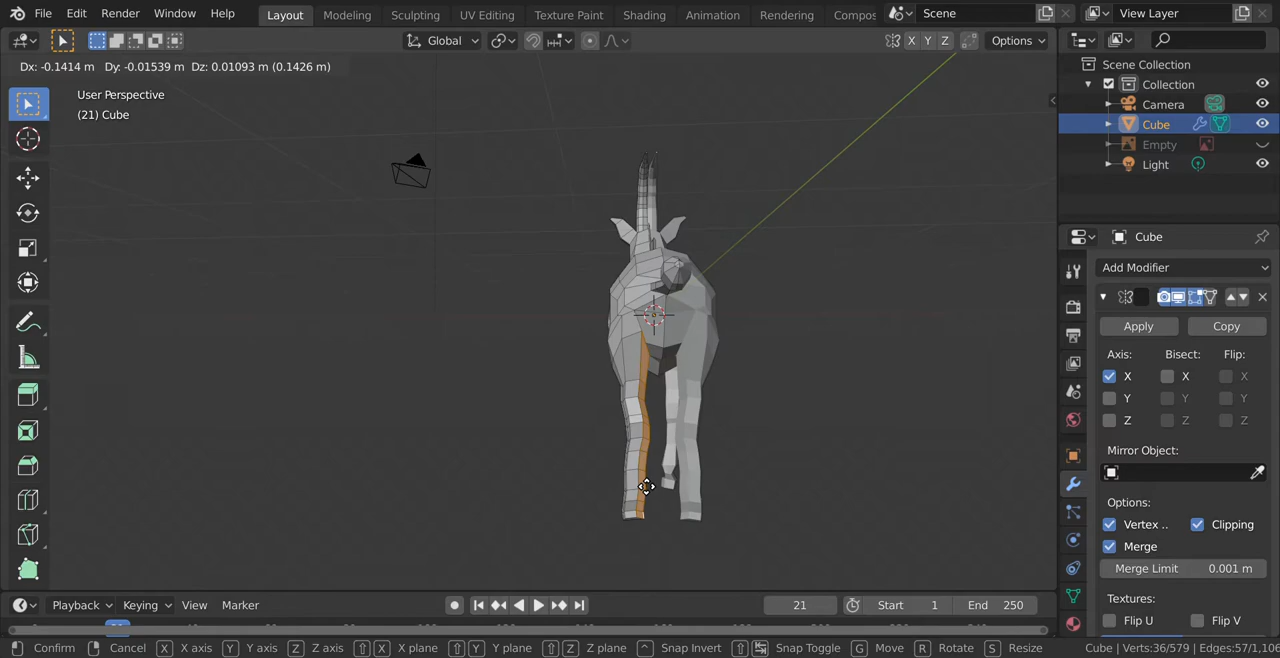 File Edit Render Window Help Layout Modeling Sculpting UV Editing Texture Paint Shading Animation Rendering Compos Scene View Layer
Global X Y Z Options
Dx: -0.1414 m Dy: -0.01539 m Dz: 0.01093 m (0.1426 m)
User Perspective
(21) Cube
Scene Collection
Collection
Camera
Cube
Empty
Light
Cube
Add Modifier
Apply Copy
Axis: Bisect: Flip:
X X X
Y Y Y
Z Z Z
Mirror Object:
Options:
Vertex .. Clipping
Merge
Merge Limit 0.001 m
Textures:
Flip U Flip V
Playback Keying View Marker 21 Start 1 End 250
Confirm Cancel X X axis Y Y axis Z Z axis X X plane Y Y plane Z Z plane ^ Snap Invert Snap Toggle G Move R Rotate S Resize Cube | Verts:36/579 | Edges:57/1,106